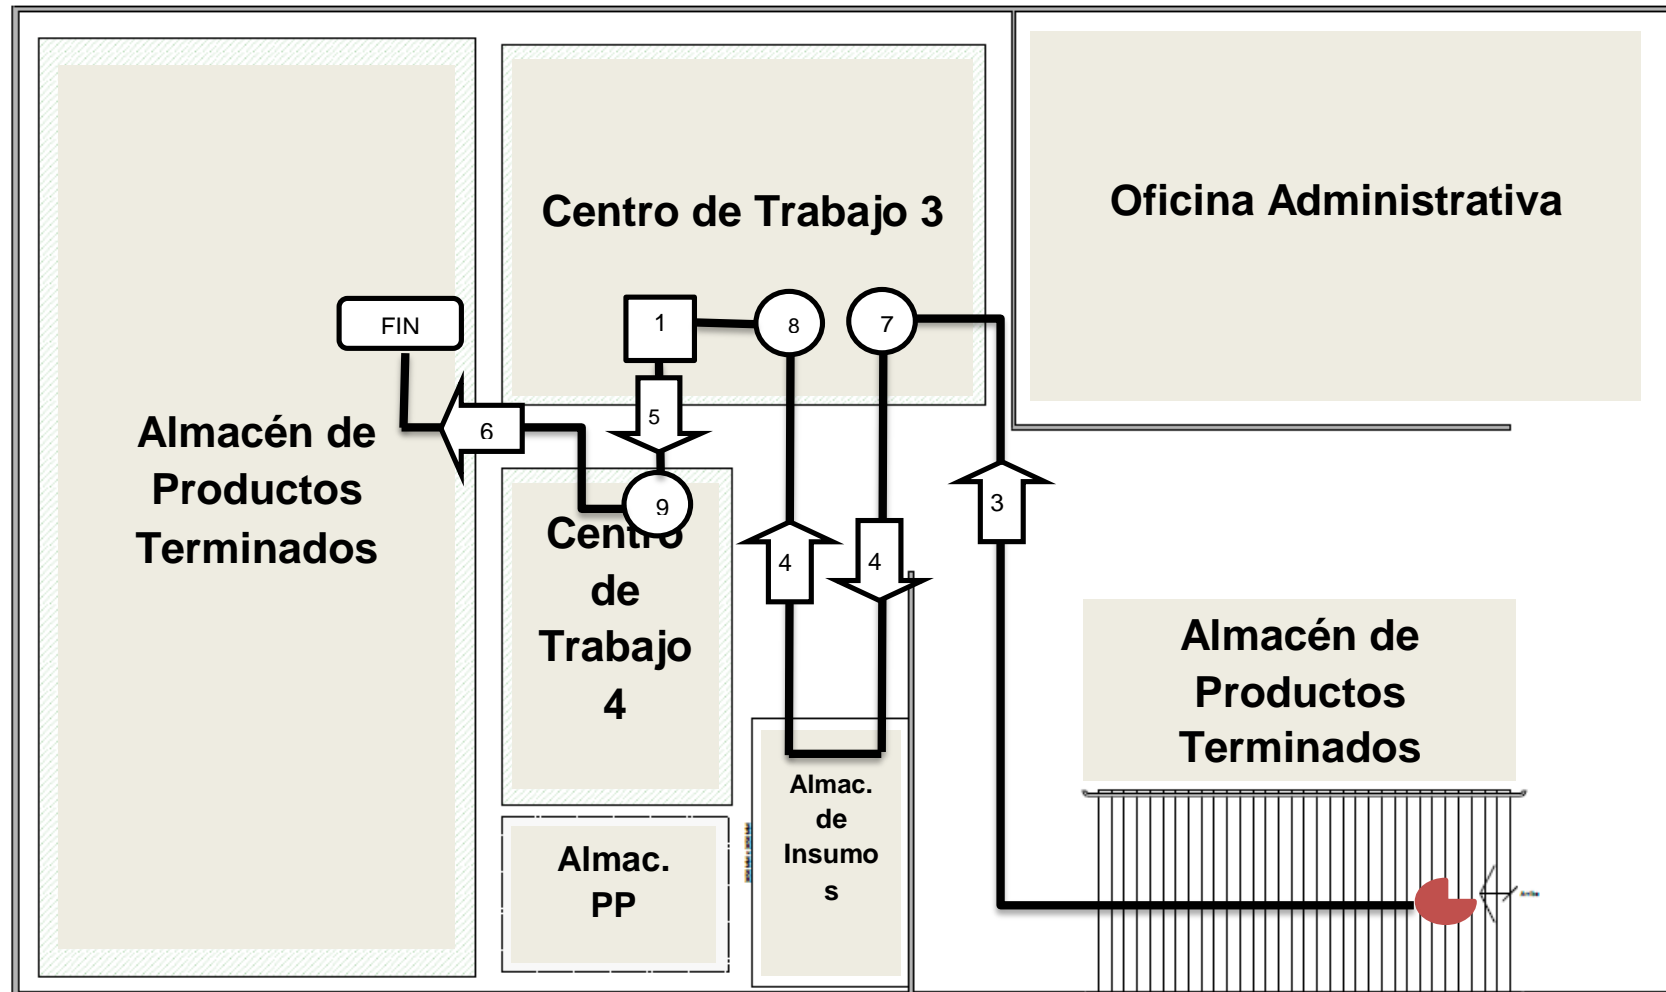 Centro de Trabajo 3
Oficina Administrativa
FIN
1
8
7
Almacén de
Productos
Terminados
6
5
9
Centro
de
Trabajo
4
4
4
3
Almacén de
Productos
Terminados
Almac.
de
Insumo
s
Almac.
PP
Arriba